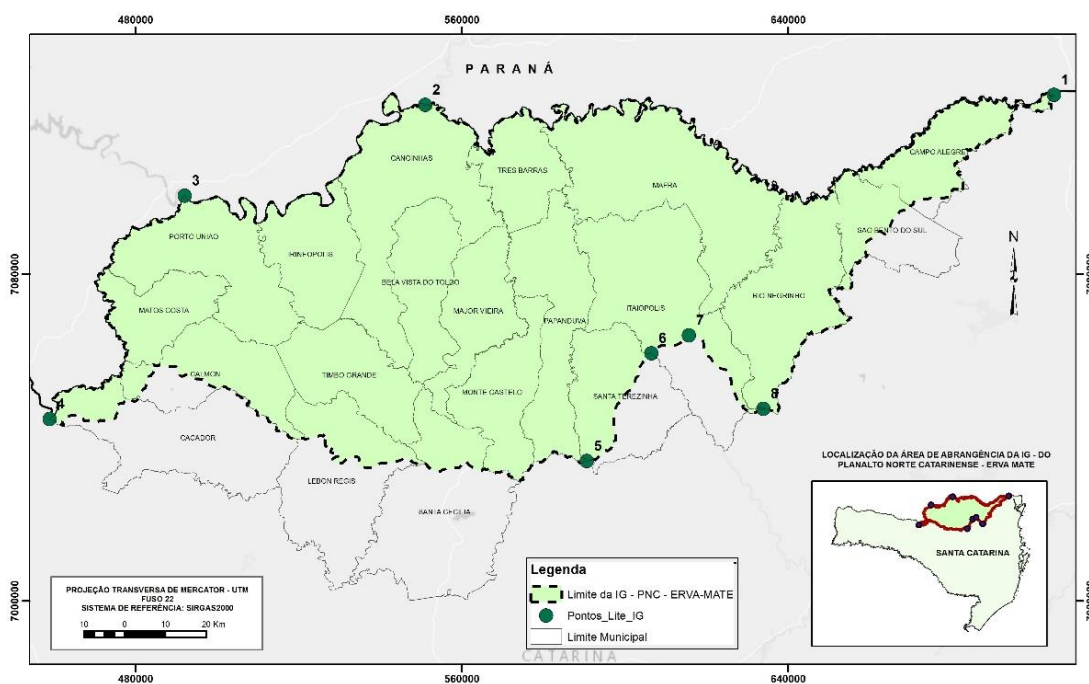 480000
560000
640000
PARANÁ
1
2
3
CANOINHAS
TRES BARRAS
CAMPO ALEGRE
MAFRA
SAO BENTO DO SUL
PORTO UNIAO
IRINEOPOLIS
N
7080000
7080000
BELA VISTA DO TOLDO
MATOS COSTA
MAJOR VIEIRA
PAPANDUVA
ITAIOPOLIS
RIO NEGRINHO
7
6
CALMON
TIMBO GRANDE
MONTE CASTELO
SANTA TEREZINHA
8
4
CACADOR
5
LEBON REGIS
SANTA CECILIA
LOCALIZAÇÃO DA ÁREA DE ABRANGÊNCIA DA IG - DO
PLANALTO NORTE CATARINENSE - ERVA MATE
SANTA CATARINA
PROJEÇÃO TRANSVERSA DE MERCATOR - UTM
FUSO 22
SISTEMA DE REFERÊNCIA: SIRGAS2000
10 0 10 20 Km
Legenda
Limite da IG - PNC - ERVA-MATE
Pontos_Lite_IG
Limite Municipal
CATARINA
7000000
7000000
480000
560000
640000